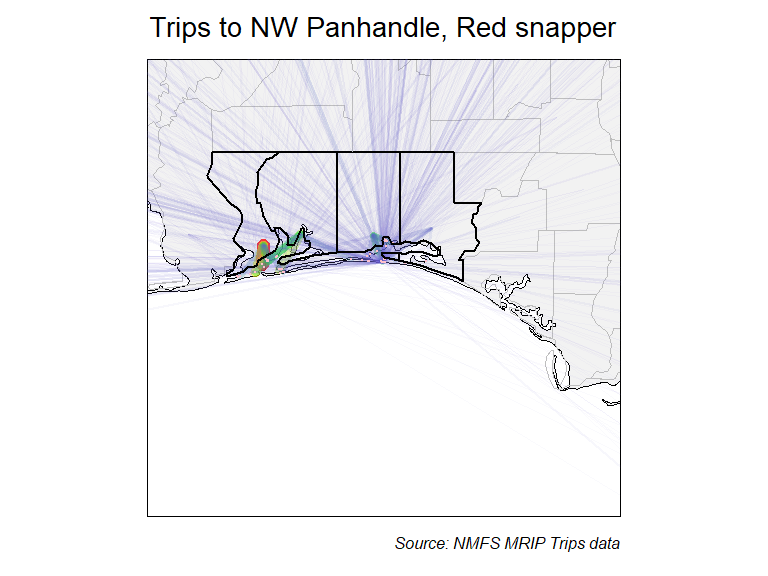 Trips to NW Panhandle, Red snapper
Source: NMFS MRIP Trips data